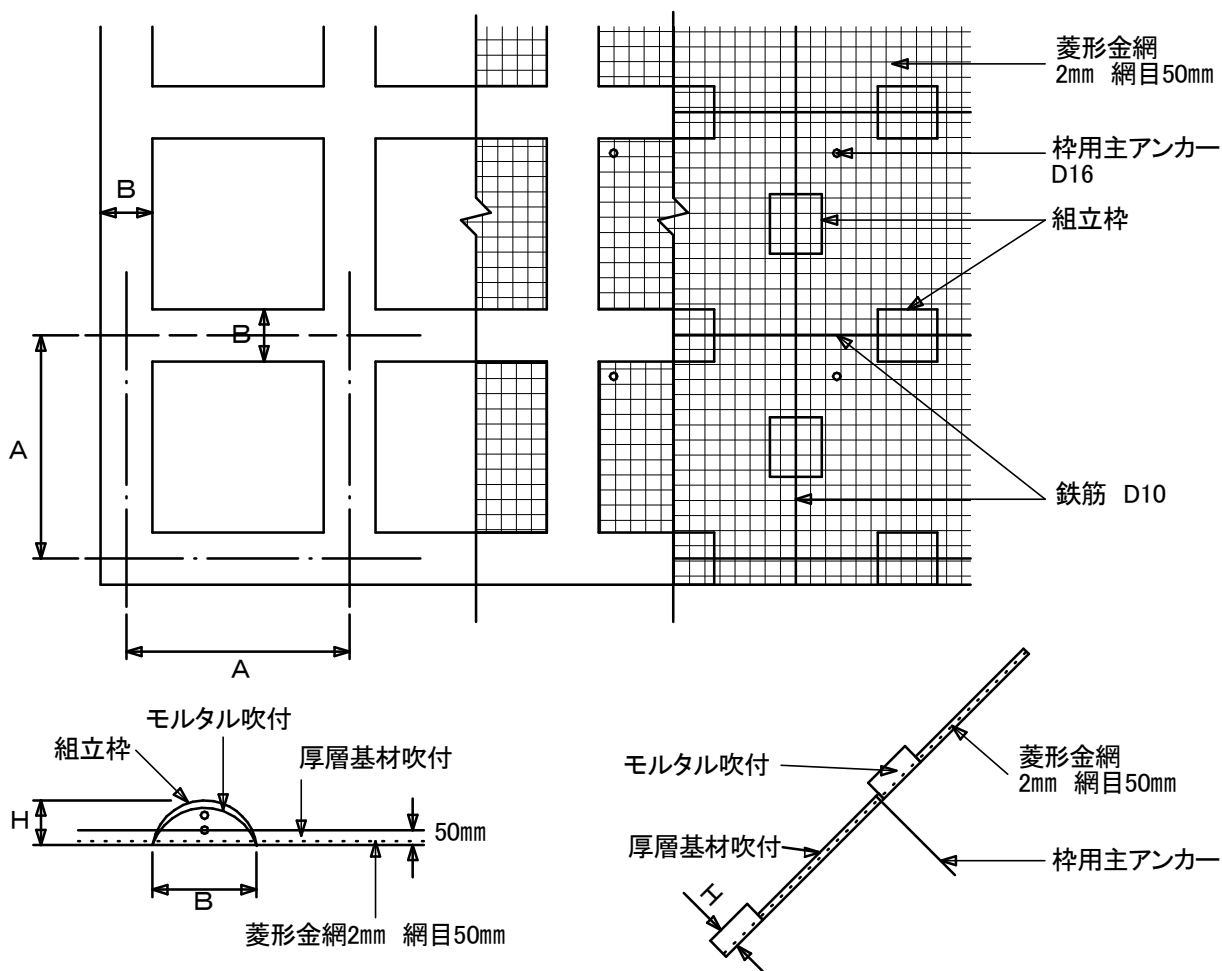 菱形金網
2mm 網目50mm
枠用主アンカー
D16
B
組立枠
B
A
鉄筋 D10
A
モルタル吹付
組立枠
厚層基材吹付
H
50mm
B
菱形金網2mm 網目50mm
モルタル吹付
菱形金網
2mm 網目50mm
厚層基材吹付
枠用主アンカー
H